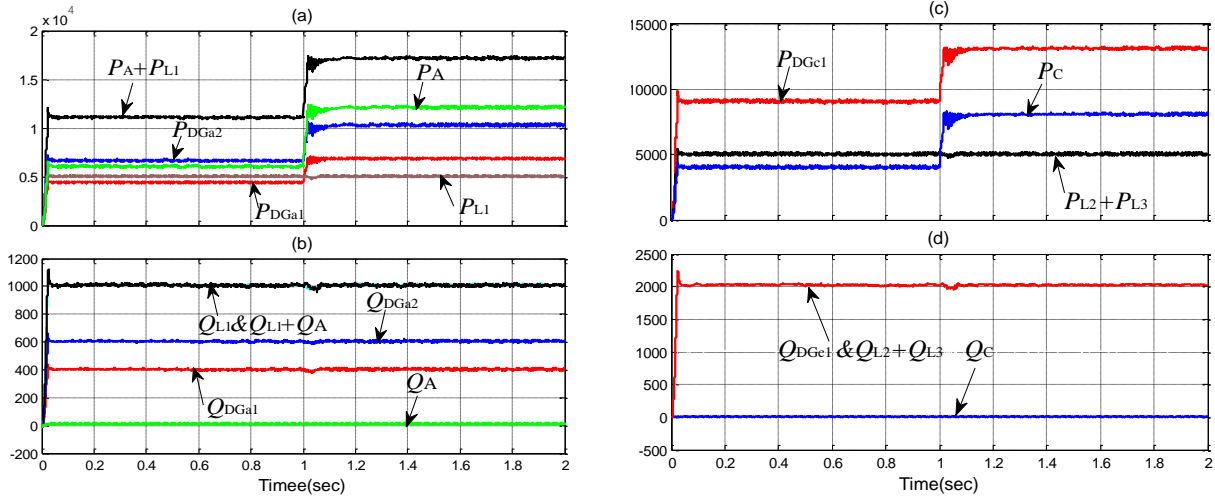 (a)
x 10^4
2
1.5
1
0.5
0
PA+PL1
PA
PDGa2
PDGa1
PL1
(b)
1200
1000
800
600
400
200
0
-200
QL1&QL1+QA
QDGa2
QDGa1
QA
0 0.2 0.4 0.6 0.8 1 1.2 1.4 1.6 1.8 2
Timee(sec)
(c)
15000
10000
5000
0
PDGc1
PC
PL2+PL3
(d)
2500
2000
1500
1000
500
0
-500
QDGc1 &QL2+QL3
QC
0 0.2 0.4 0.6 0.8 1 1.2 1.4 1.6 1.8 2
Time(sec)